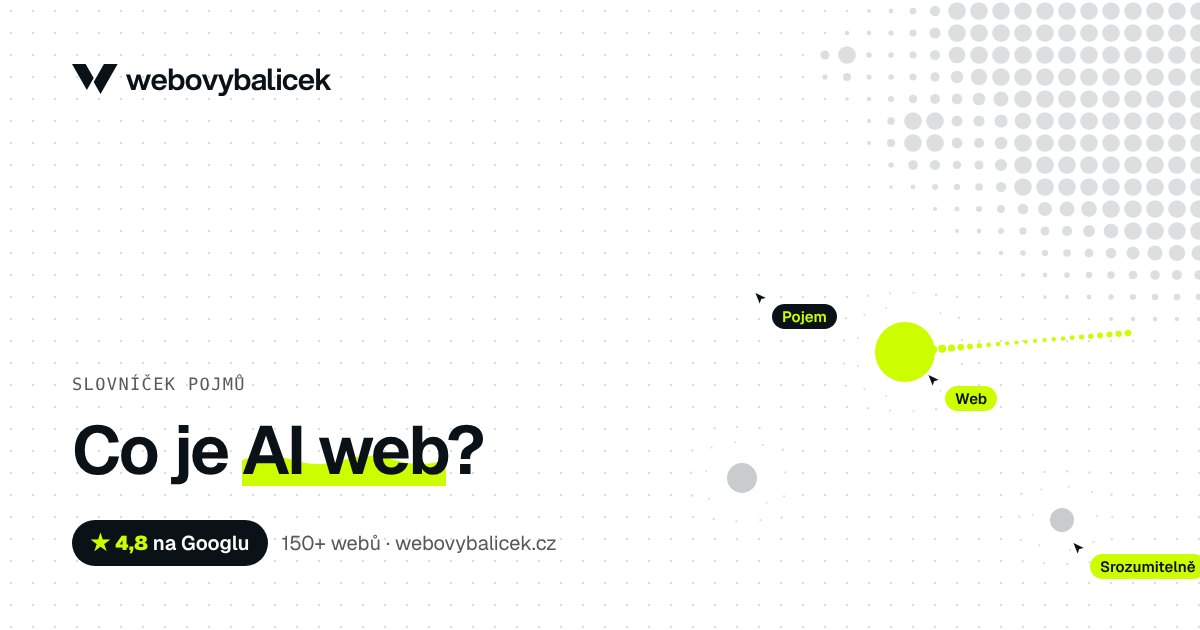 webovybalicek
Pojem
Web
SLOVNÍČEK POJMŮ
Co je AI web?
★ 4,8 na Googlu
150+ webů · webovybalicek.cz
Srozumitelně